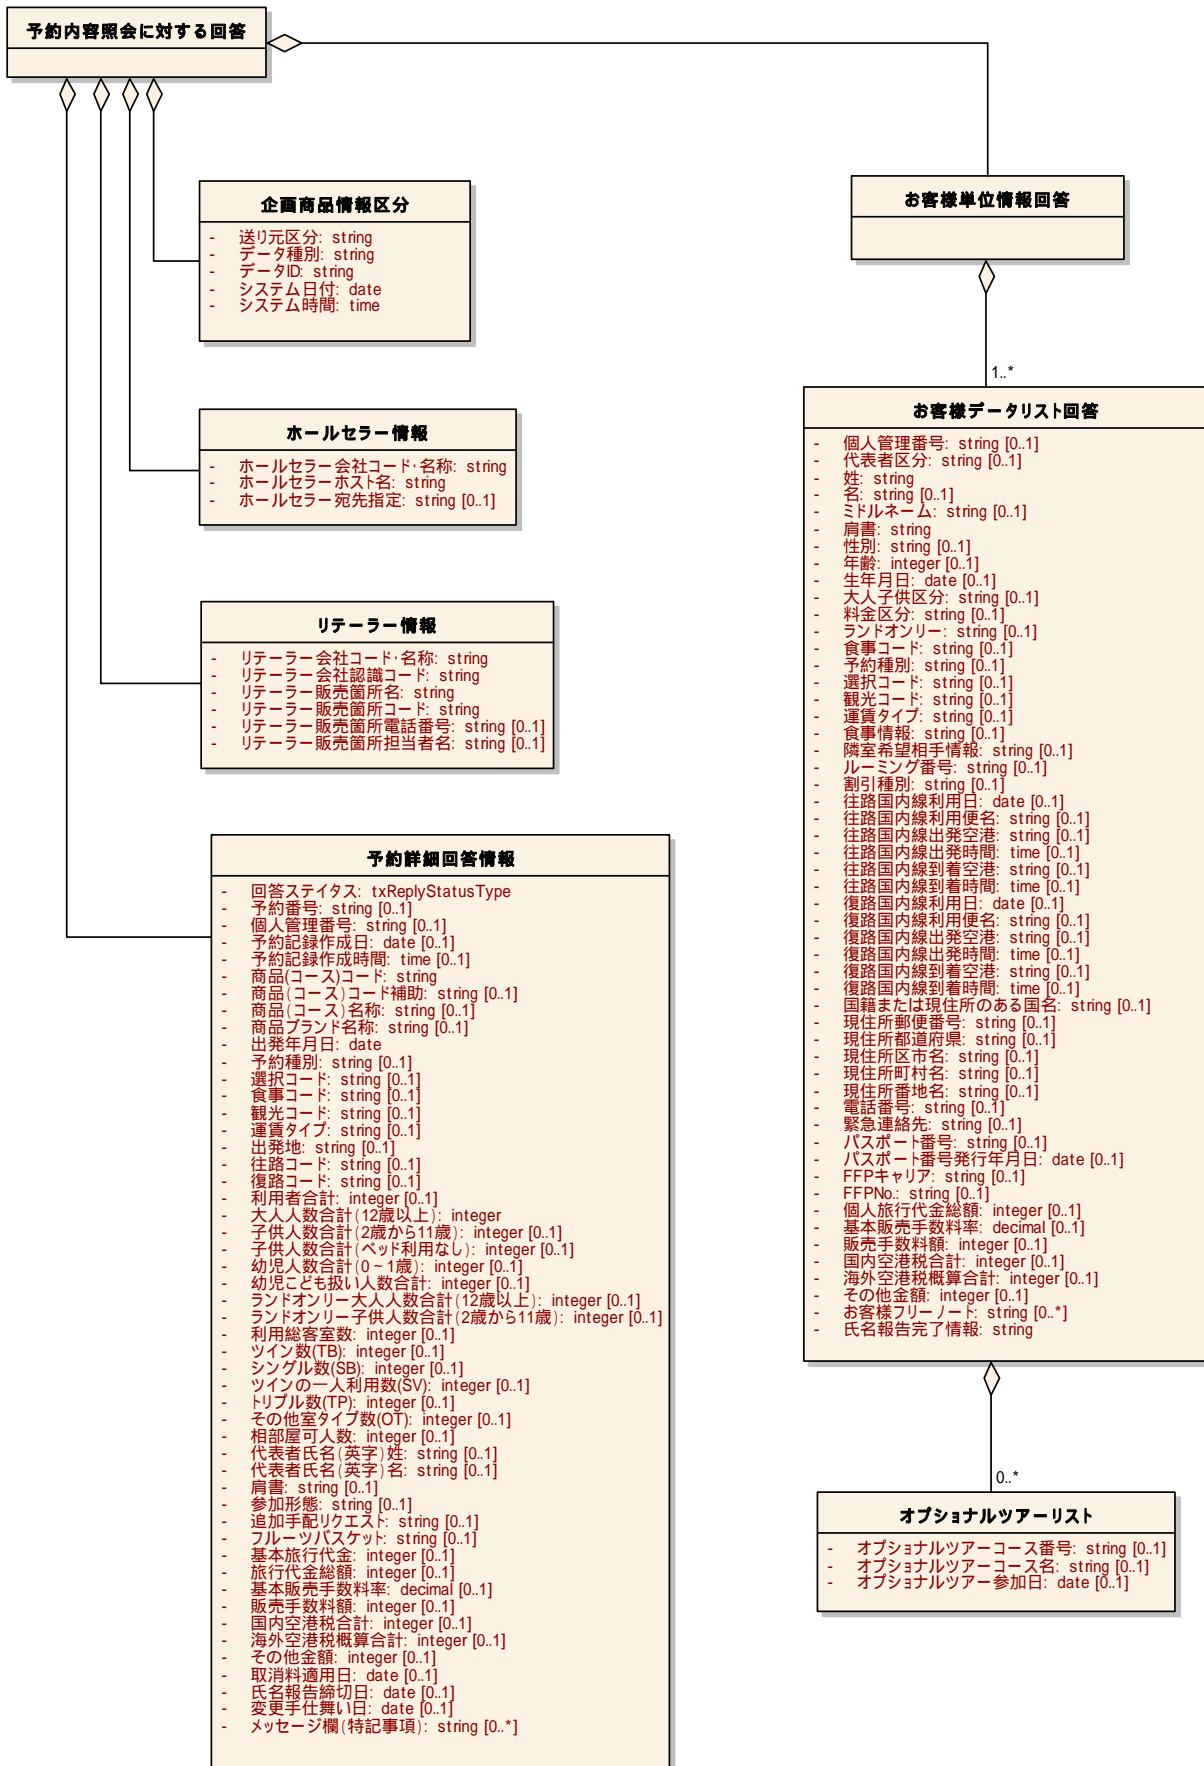 予約内容照会に対する回答
企画商品情報区分
- 送り元区分: string
- データ種別: string
- データID: string
- システム日付: date
- システム時間: time
お客様単位情報回答
1..*
ホールセラー情報
- ホールセラー会社コード・名称: string
- ホールセラーホスト名: string
- ホールセラー宛先指定: string [0..1]
リテーラー情報
- リテーラー会社コード・名称: string
- リテーラー会社認識コード: string
- リテーラー販売箇所名: string
- リテーラー販売箇所コード: string
- リテーラー販売箇所電話番号: string [0..1]
- リテーラー販売箇所担当者名: string [0..1]
予約詳細回答情報
- 回答ステイタス: txReplyStatusType
- 予約番号: string [0..1]
- 個人管理番号: string [0..1]
- 予約記録作成日: date [0..1]
- 予約記録作成時間: time [0..1]
- 商品(コース)コード: string
- 商品(コース)コード補助: string [0..1]
- 商品(コース)名称: string [0..1]
- 商品ブランド名称: string [0..1]
- 出発年月日: date
- 予約種別: string [0..1]
- 選択コード: string [0..1]
- 食事コード: string [0..1]
- 観光コード: string [0..1]
- 運賃タイプ: string [0..1]
- 出発地: string [0..1]
- 往路コード: string [0..1]
- 復路コード: string [0..1]
- 利用者合計: integer [0..1]
- 大人人数合計(12歳以上): integer
- 子供人数合計(2歳から11歳): integer [0..1]
- 子供人数合計(ベッド利用なし): integer [0..1]
- 幼児人数合計(0~1歳): integer [0..1]
- 幼児こども扱い人数合計: integer [0..1]
- ランドオンリー大人人数合計(12歳以上): integer [0..1]
- ランドオンリー子供人数合計(2歳から11歳): integer [0..1]
- 利用総客室数: integer [0..1]
- ツイン数(TB): integer [0..1]
- シングル数(SB): integer [0..1]
- ツインの一人利用数(SV): integer [0..1]
- トリプル数(TP): integer [0..1]
- その他室タイプ数(OT): integer [0..1]
- 相部屋可人数: integer [0..1]
- 代表者氏名(英字)姓: string [0..1]
- 代表者氏名(英字)名: string [0..1]
- 肩書: string [0..1]
- 参加形態: string [0..1]
- 追加手配リクエスト: string [0..1]
- フルーツバスケット: string [0..1]
- 基本旅行代金: integer [0..1]
- 旅行代金総額: integer [0..1]
- 基本販売手数料率: decimal [0..1]
- 販売手数料額: integer [0..1]
- 国内空港税合計: integer [0..1]
- 海外空港税概算合計: integer [0..1]
- その他金額: integer [0..1]
- 取消料適用日: date [0..1]
- 氏名報告締切日: date [0..1]
- 変更手仕舞い日: date [0..1]
- メッセージ欄(特記事項): string [0..*]
お客様データリスト回答
- 個人管理番号: string [0..1]
- 代表者区分: string [0..1]
- 姓: string
- 名: string [0..1]
- ミドルネーム: string [0..1]
- 肩書: string
- 性別: string [0..1]
- 年齢: integer [0..1]
- 生年月日: date [0..1]
- 大人子供区分: string [0..1]
- 料金区分: string [0..1]
- ランドオンリー: string [0..1]
- 食事コード: string [0..1]
- 予約種別: string [0..1]
- 選択コード: string [0..1]
- 観光コード: string [0..1]
- 運賃タイプ: string [0..1]
- 食事情報: string [0..1]
- 隣室希望相手情報: string [0..1]
- ルーミング番号: string [0..1]
- 割引種別: string [0..1]
- 往路国内線利用日: date [0..1]
- 往路国内線利用便名: string [0..1]
- 往路国内線出発空港: string [0..1]
- 往路国内線出発時間: time [0..1]
- 往路国内線到着空港: string [0..1]
- 往路国内線到着時間: time [0..1]
- 復路国内線利用日: date [0..1]
- 復路国内線利用便名: string [0..1]
- 復路国内線出発空港: string [0..1]
- 復路国内線出発時間: time [0..1]
- 復路国内線到着空港: string [0..1]
- 復路国内線到着時間: time [0..1]
- 国籍または現住所のある国名: string [0..1]
- 現住所郵便番号: string [0..1]
- 現住所都道府県: string [0..1]
- 現住所区市名: string [0..1]
- 現住所町村名: string [0..1]
- 現住所番地名: string [0..1]
- 電話番号: string [0..1]
- 緊急連絡先: string [0..1]
- パスポート番号: string [0..1]
- パスポート番号発行年月日: date [0..1]
- FFPキャリア: string [0..1]
- FFPNo.: string [0..1]
- 個人旅行代金総額: integer [0..1]
- 基本販売手数料率: decimal [0..1]
- 販売手数料額: integer [0..1]
- 国内空港税合計: integer [0..1]
- 海外空港税概算合計: integer [0..1]
- その他金額: integer [0..1]
- お客様フリーノート: string [0..*]
- 氏名報告完了情報: string
0..*
オプショナルツアーリスト
- オプショナルツアーコース番号: string [0..1]
- オプショナルツアーコース名: string [0..1]
- オプショナルツアー参加日: date [0..1]